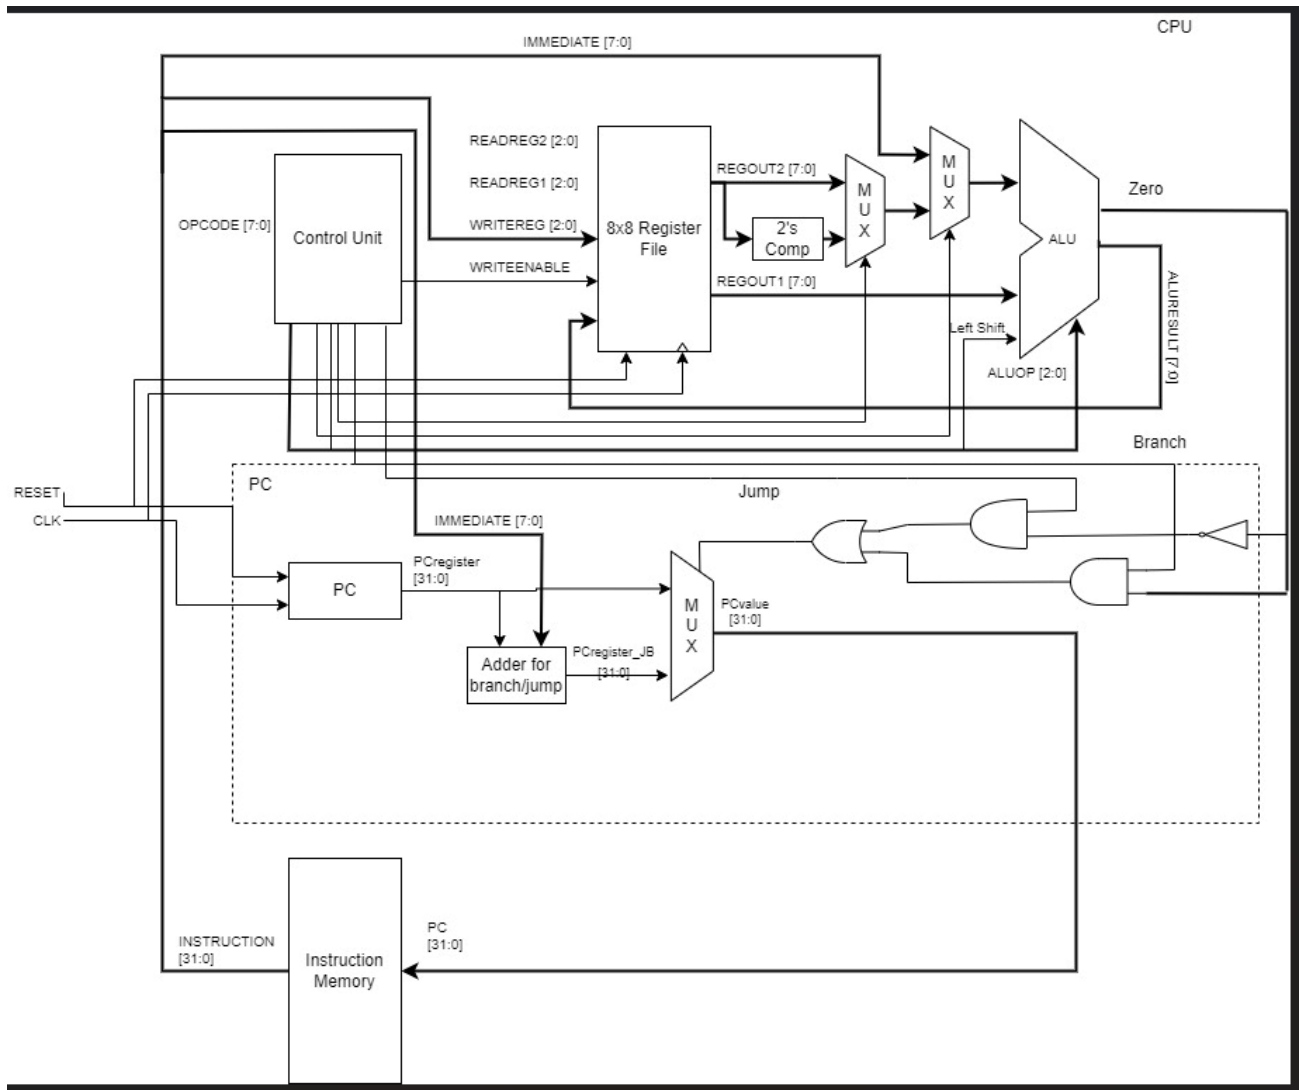 CPU
IMMEDIATE [7:0]
READREG2 [2:0]
READREG1 [2:0]
WRITEREG [2:0]
WRITEENABLE
OPCODE [7:0]
Control Unit
8x8 Register
File
REGOUT2 [7:0]
2's
Comp
REGOUT1 [7:0]
M
U
X
M
U
X
ALU
Zero
Left Shift
ALUOP [2:0]
ALURESULT [7:0]
Branch
RESET
CLK
PC
Jump
IMMEDIATE [7:0]
PC
PCregister
[31:0]
Adder for
branch/jump
PCregister_JB
[31:0]
M
U
X
PCvalue
[31:0]
INSTRUCTION
[31:0]
Instruction
Memory
PC
[31:0]